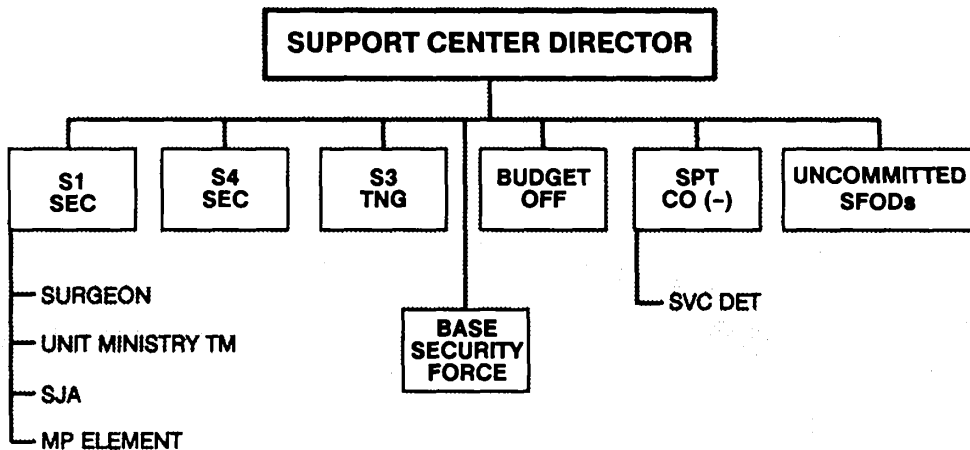 SUPPORT CENTER DIRECTOR
S1
SEC
S4
SEC
S3
TNG
BUDGET
OFF
SPT
CO (–)
UNCOMMITTED
SFODs
SURGEON
UNIT MINISTRY TM
SJA
MP ELEMENT
BASE
SECURITY
FORCE
SVC DET